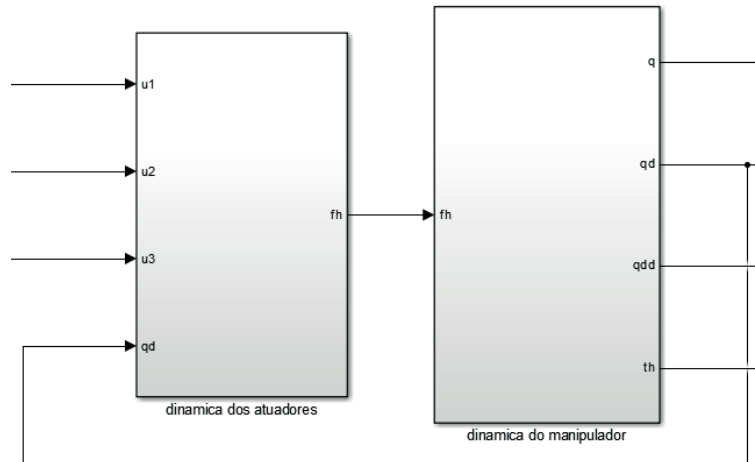 u1
u2
u3
qd
fh
dinamica dos atuadores
fh
q
qd
qdd
th
dinamica do manipulador